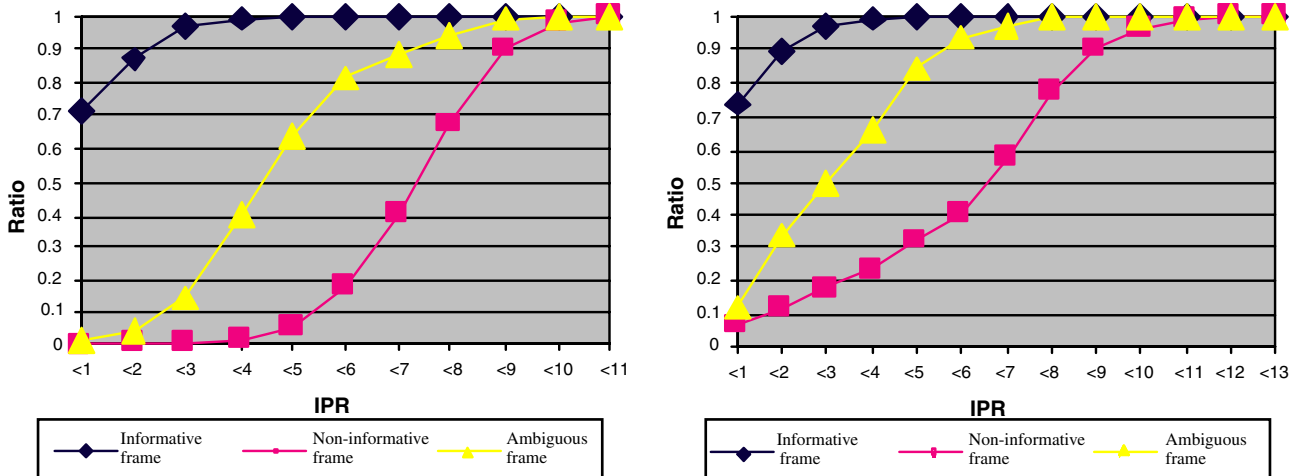 1
0.9
0.8
0.7
0.6
0.5
0.4
0.3
0.2
0.1
0
Ratio
<1 <2 <3 <4 <5 <6 <7 <8 <9 <10 <11
IPR
Informative frame
Non-informative frame
Ambiguous frame
1
0.9
0.8
0.7
0.6
0.5
0.4
0.3
0.2
0.1
0
Ratio
<1 <2 <3 <4 <5 <6 <7 <8 <9 <10 <11 <12 <13
IPR
Informative frame
Non-informative frame
Ambiguous frame